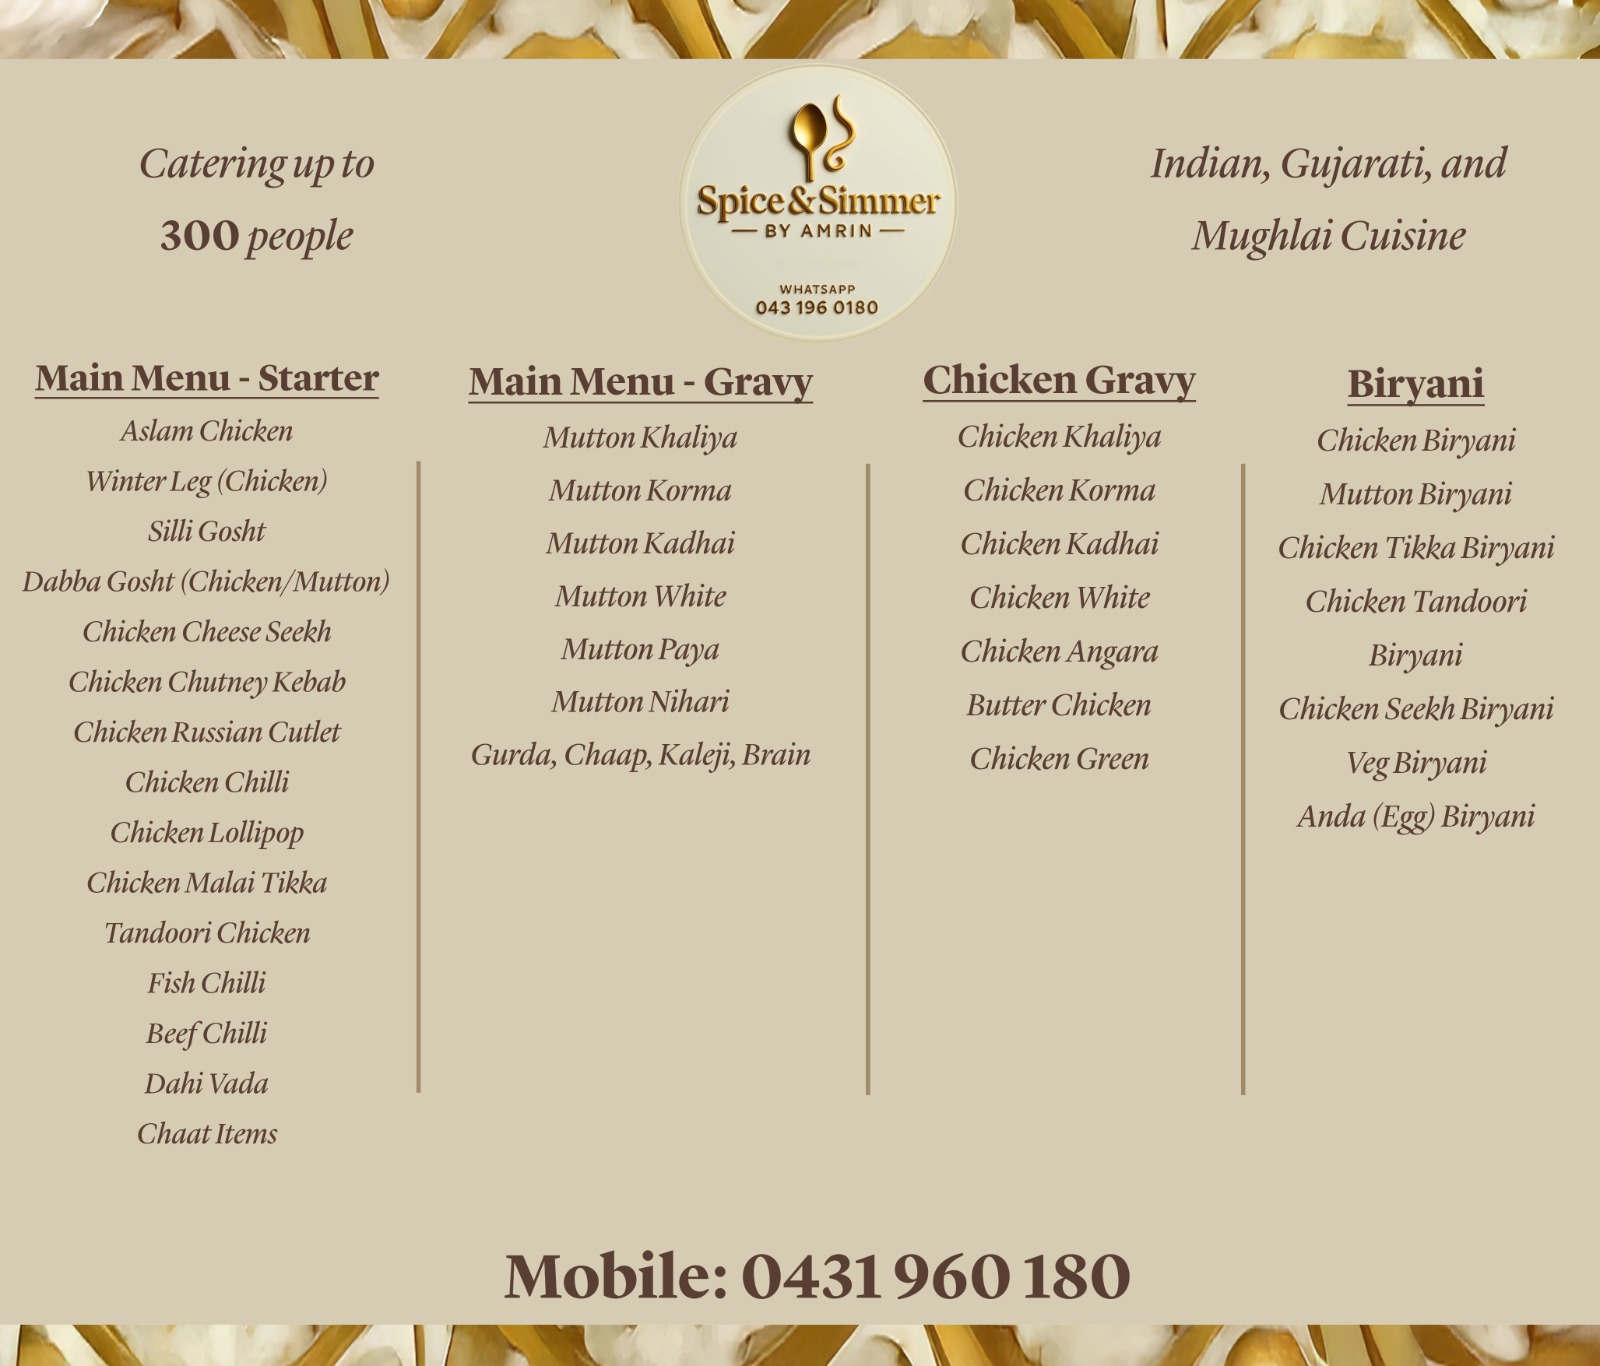 Catering up to
300 people
Spice & Simmer
BY AMRIN
WHATSAPP
043 196 0180
Indian, Gujarati, and
Mughlai Cuisine
Main Menu - Starter
Aslam Chicken
Winter Leg (Chicken)
Silli Gosht
Dabba Gosht (Chicken/Mutton)
Chicken Cheese Seekh
Chicken Chutney Kebab
Chicken Russian Cutlet
Chicken Chilli
Chicken Lollipop
Chicken Malai Tikka
Tandoori Chicken
Fish Chilli
Beef Chilli
Dahi Vada
Chaat Items
Main Menu - Gravy
Mutton Khaliya
Mutton Korma
Mutton Kadhai
Mutton White
Mutton Paya
Mutton Nihari
Gurda, Chaap, Kaleji, Brain
Chicken Gravy
Chicken Khaliya
Chicken Korma
Chicken Kadhai
Chicken White
Chicken Angara
Butter Chicken
Chicken Green
Biryani
Chicken Biryani
Mutton Biryani
Chicken Tikka Biryani
Chicken Tandoori
Biryani
Chicken Seekh Biryani
Veg Biryani
Anda (Egg) Biryani
Mobile: 0431 960 180